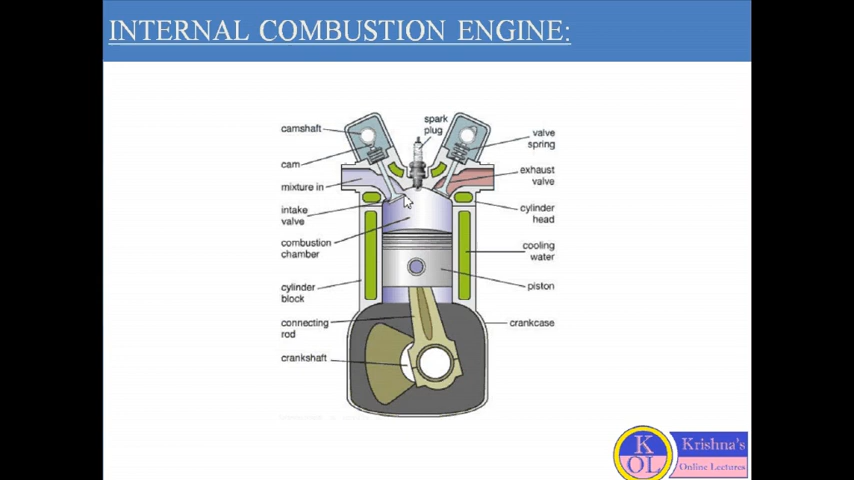 INTERNAL COMBUSTION ENGINE:
camshaft
cam
mixture in
intake
valve
combustion
chamber
cylinder
block
connecting
rod
crankshaft
spark
plug
valve
spring
exhaust
valve
cylinder
head
cooling
water
piston
crankcase
K
OL
Krishna's
Online Lectures